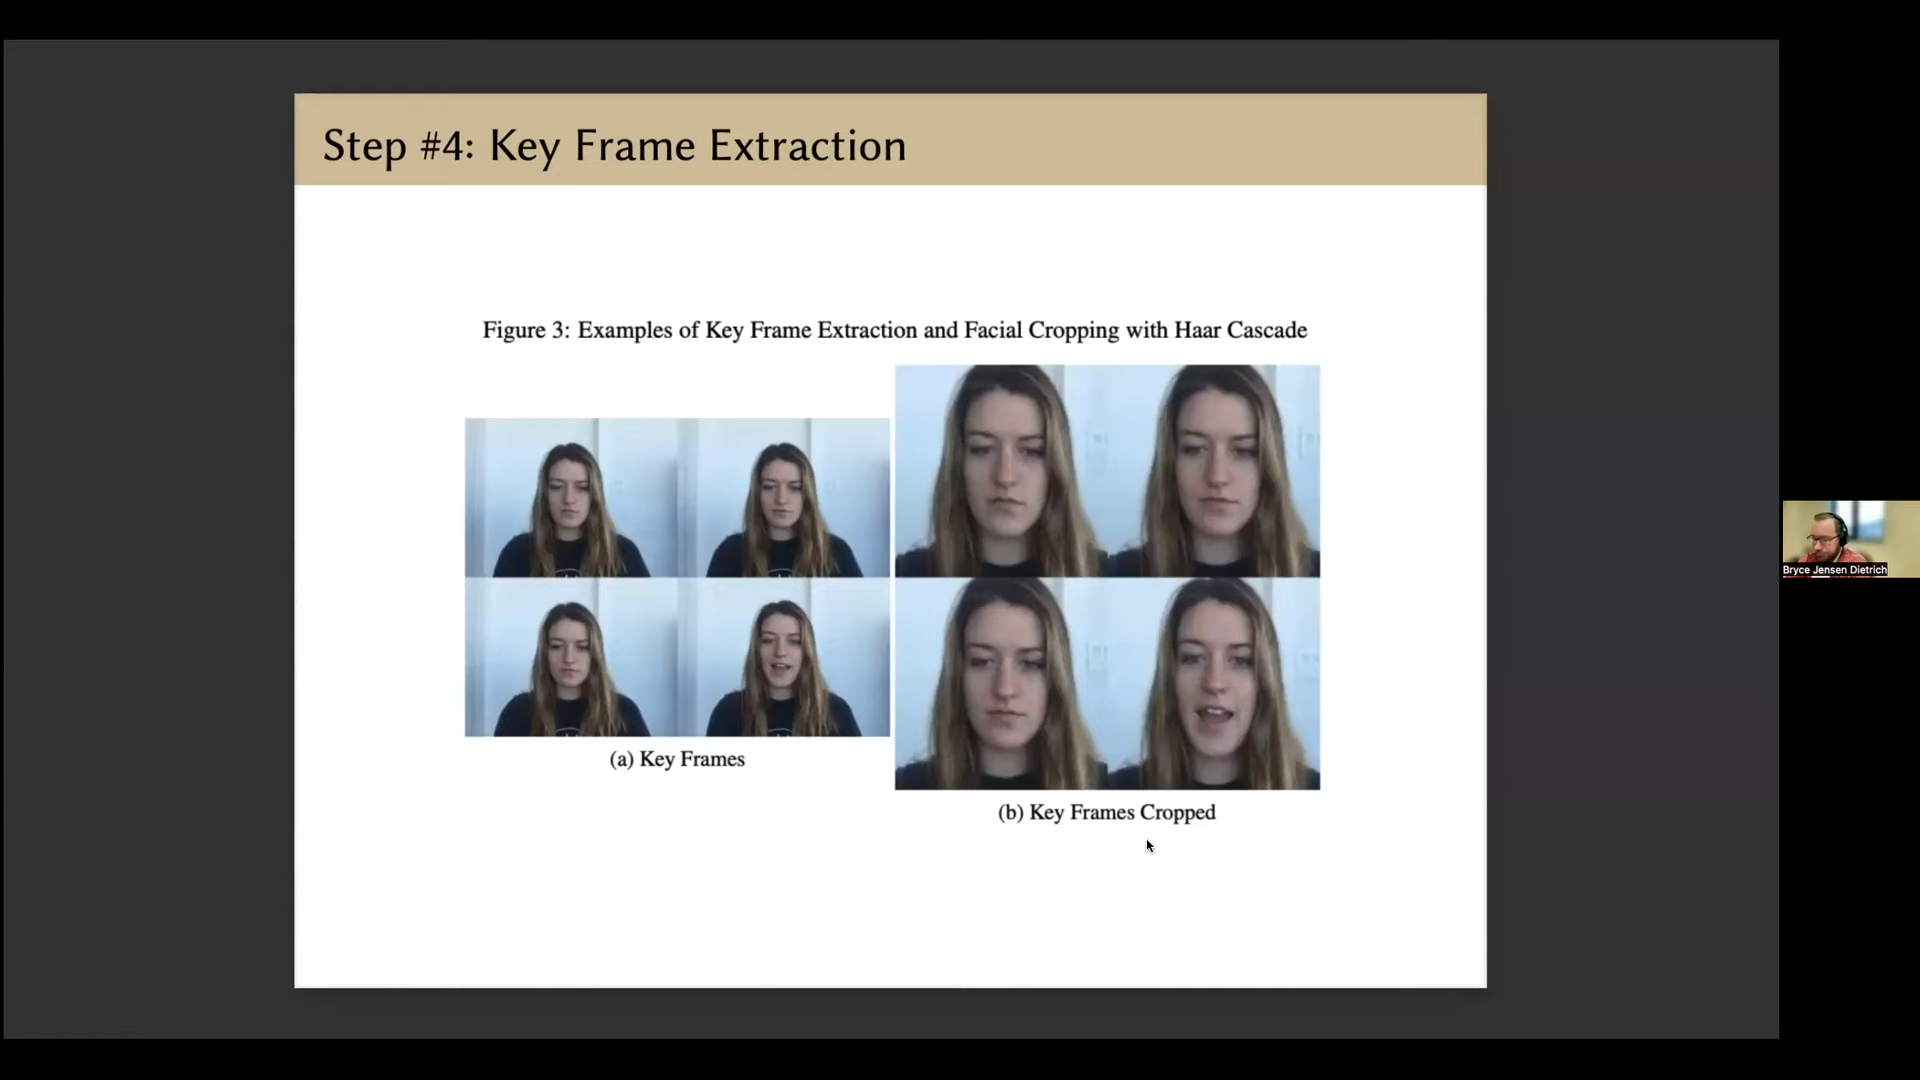 Step #4: Key Frame Extraction
Figure 3: Examples of Key Frame Extraction and Facial Cropping with Haar Cascade
(a) Key Frames
(b) Key Frames Cropped
Bryce Jensen Dietrich